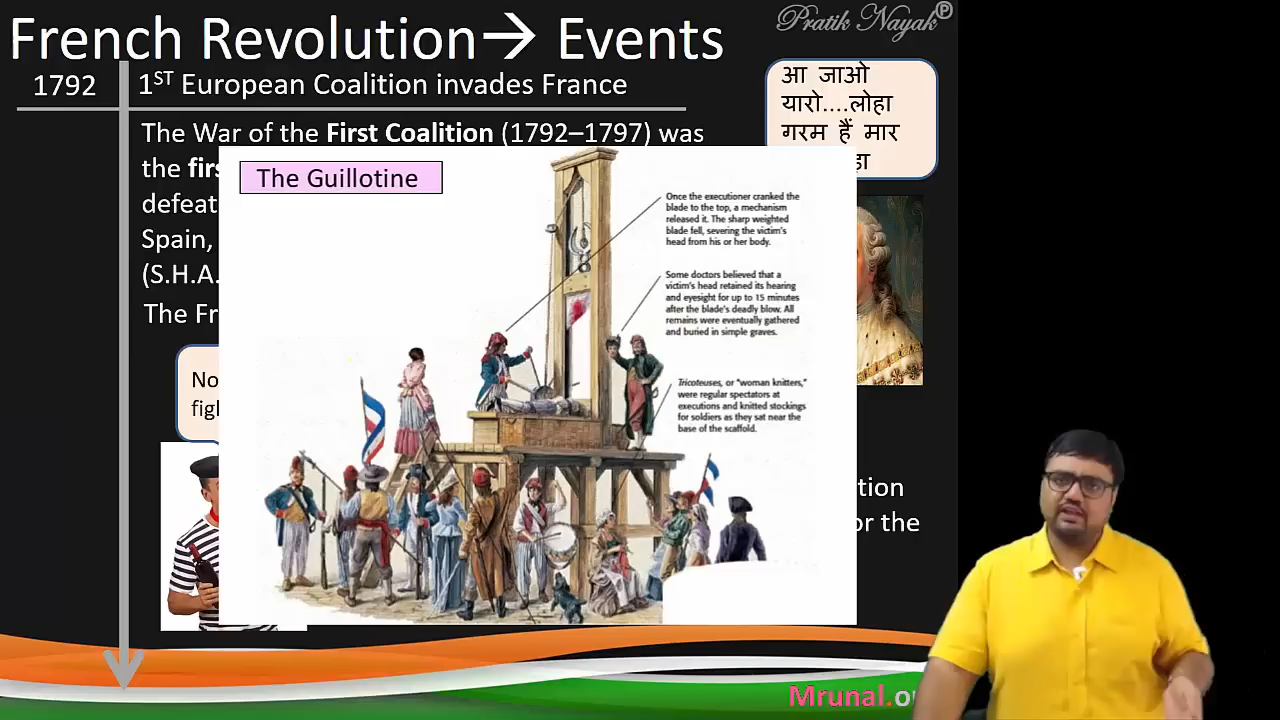 French Revolution→ Events
Pratik Nayak
1792
1ST European Coalition invades France
The War of the First Coalition (1792–1797) was
the
defeat
Spain,
(S.H.A.
The
आ जाओ
यारो....लोहा
गरम हैं मार
The Guillotine
Once the executioner cranked the
blade to the top, a mechanism
released it. The sharp weighted
blade fell, severing the victim's
head from his or her body.
Some doctors believed that a
victim's head retained its hearing
and eyesight for up to 15 minutes
after the blade's deadly blow. All
remains were eventually gathered
and buried in simple graves.
Tricoteuses, or "woman knitters,"
were regular spectators at
executions and knitted stockings
for soldiers as they sat near the
base of the scaffold.
No
for the
Mrunal.o